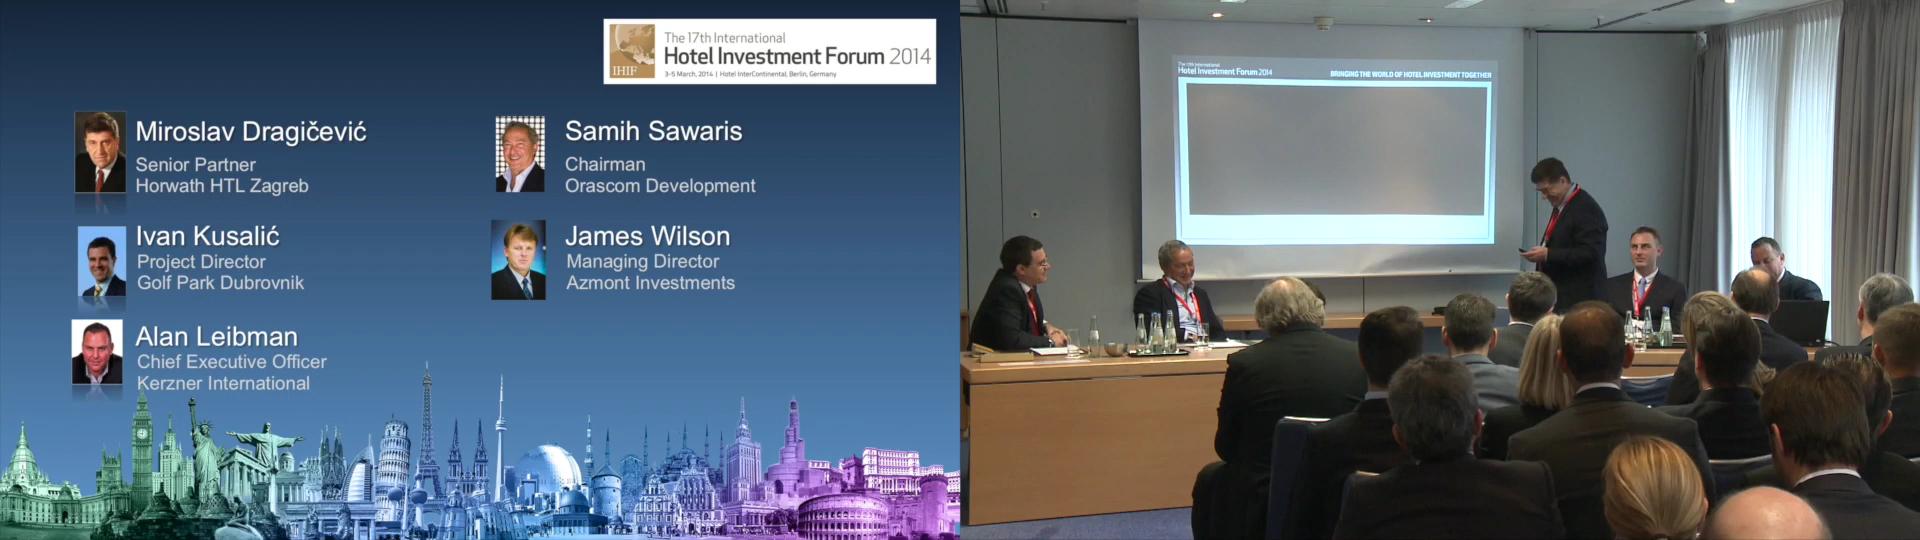 The 17th International
Hotel Investment Forum 2014
3-5 March, 2014 | Hotel InterContinental, Berlin, Germany
IHIF
Miroslav Dragičević
Senior Partner
Horwath HTL Zagreb
Samih Sawaris
Chairman
Orascom Development
Ivan Kusalić
Project Director
Golf Park Dubrovnik
James Wilson
Managing Director
Azmont Investments
Alan Leibman
Chief Executive Officer
Kerzner International
The 17th International
Hotel Investment Forum 2014
BRINGING THE WORLD OF HOTEL INVESTMENT TOGETHER